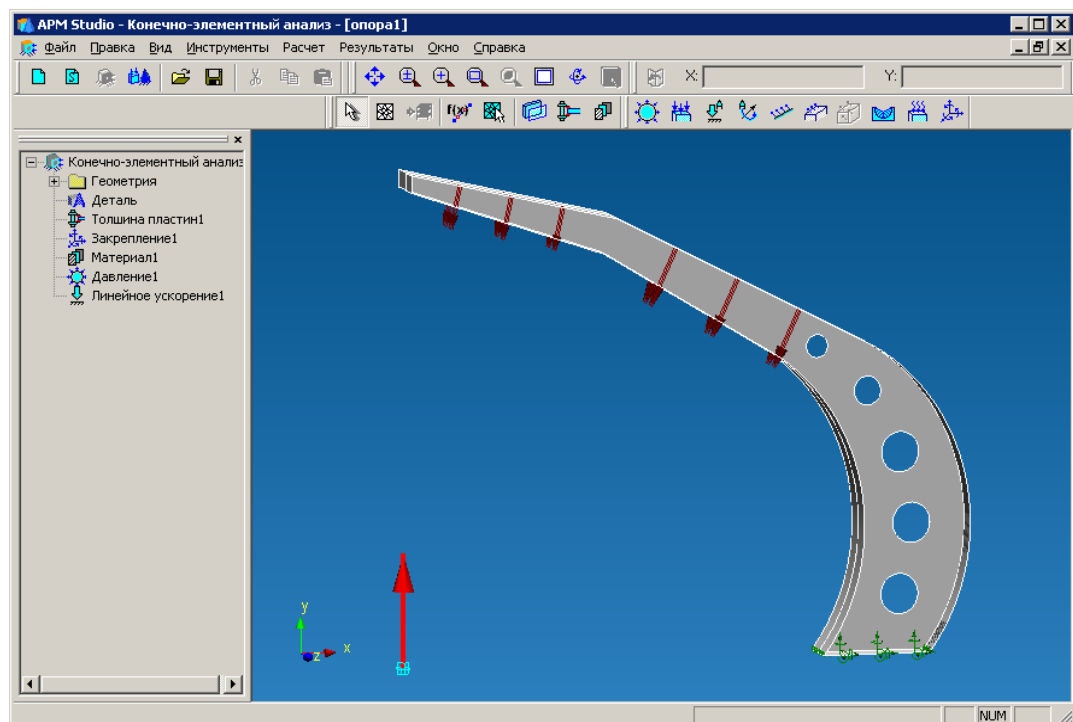 APM Studio - Конечно-элементный анализ - [опора1]
Файл Правка Вид Инструменты Расчет Результаты Окно Справка
X: Y:
f(x)
Конечно-элементный анализ
Геометрия
Деталь
Толшина пластин1
Закрепление1
Материал1
Давление1
Линейное ускорение1
y
x
z
NUM